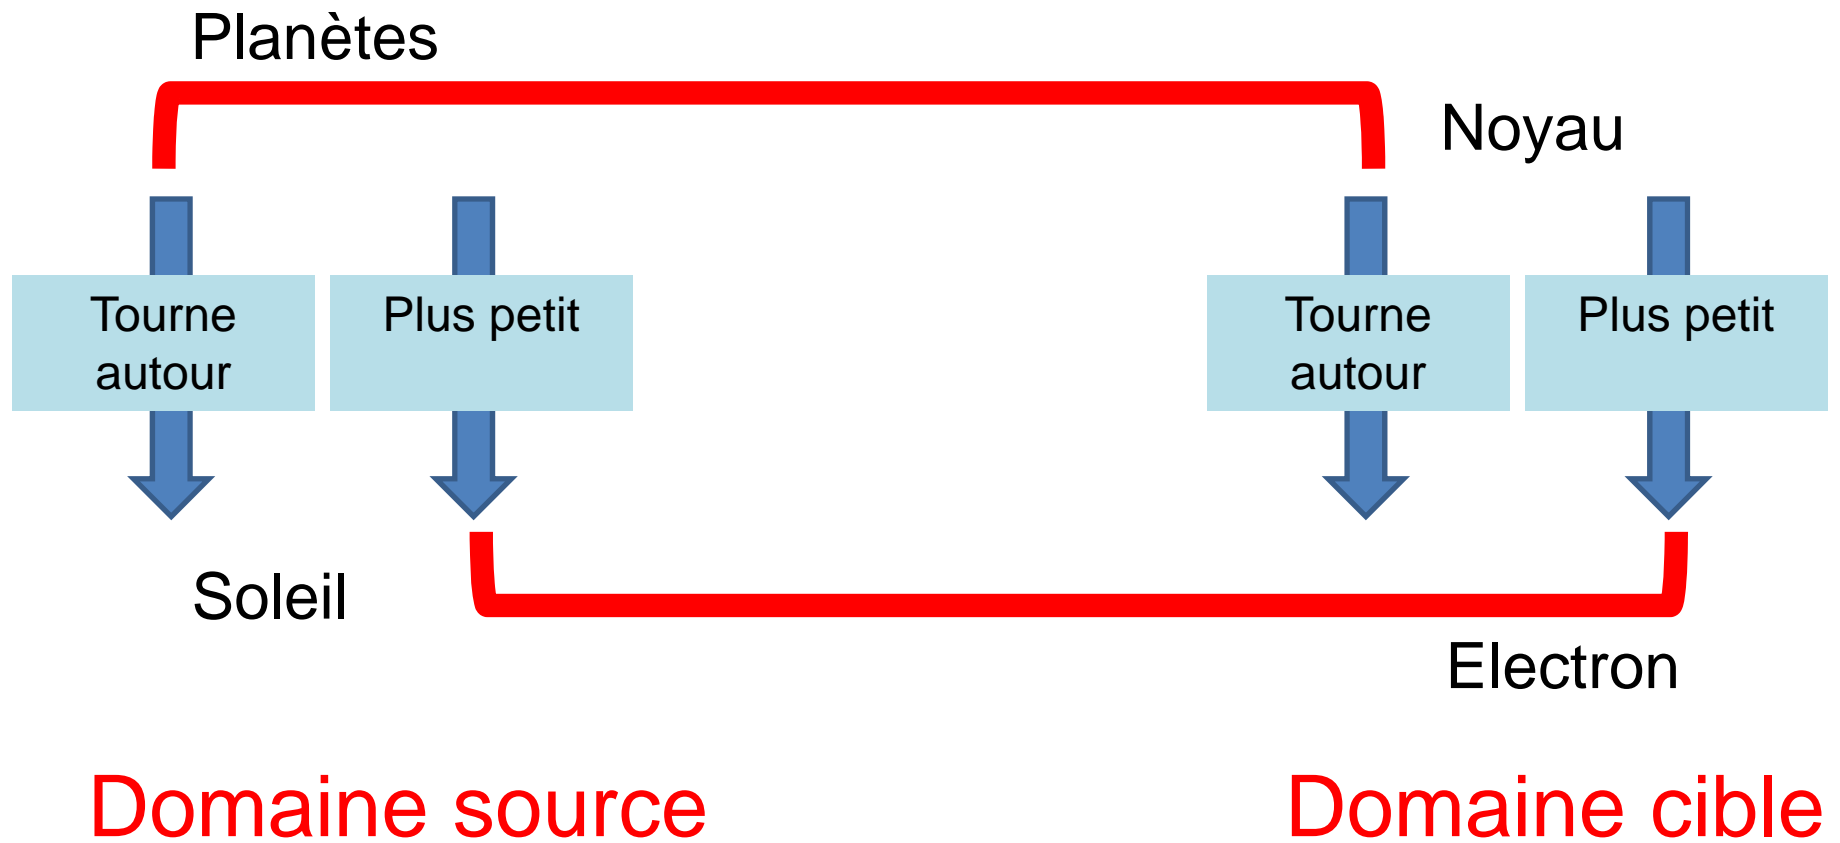 Planètes
Noyau
Tourne
autour
Plus petit
Tourne
autour
Plus petit
Soleil
Electron
Domaine source
Domaine cible